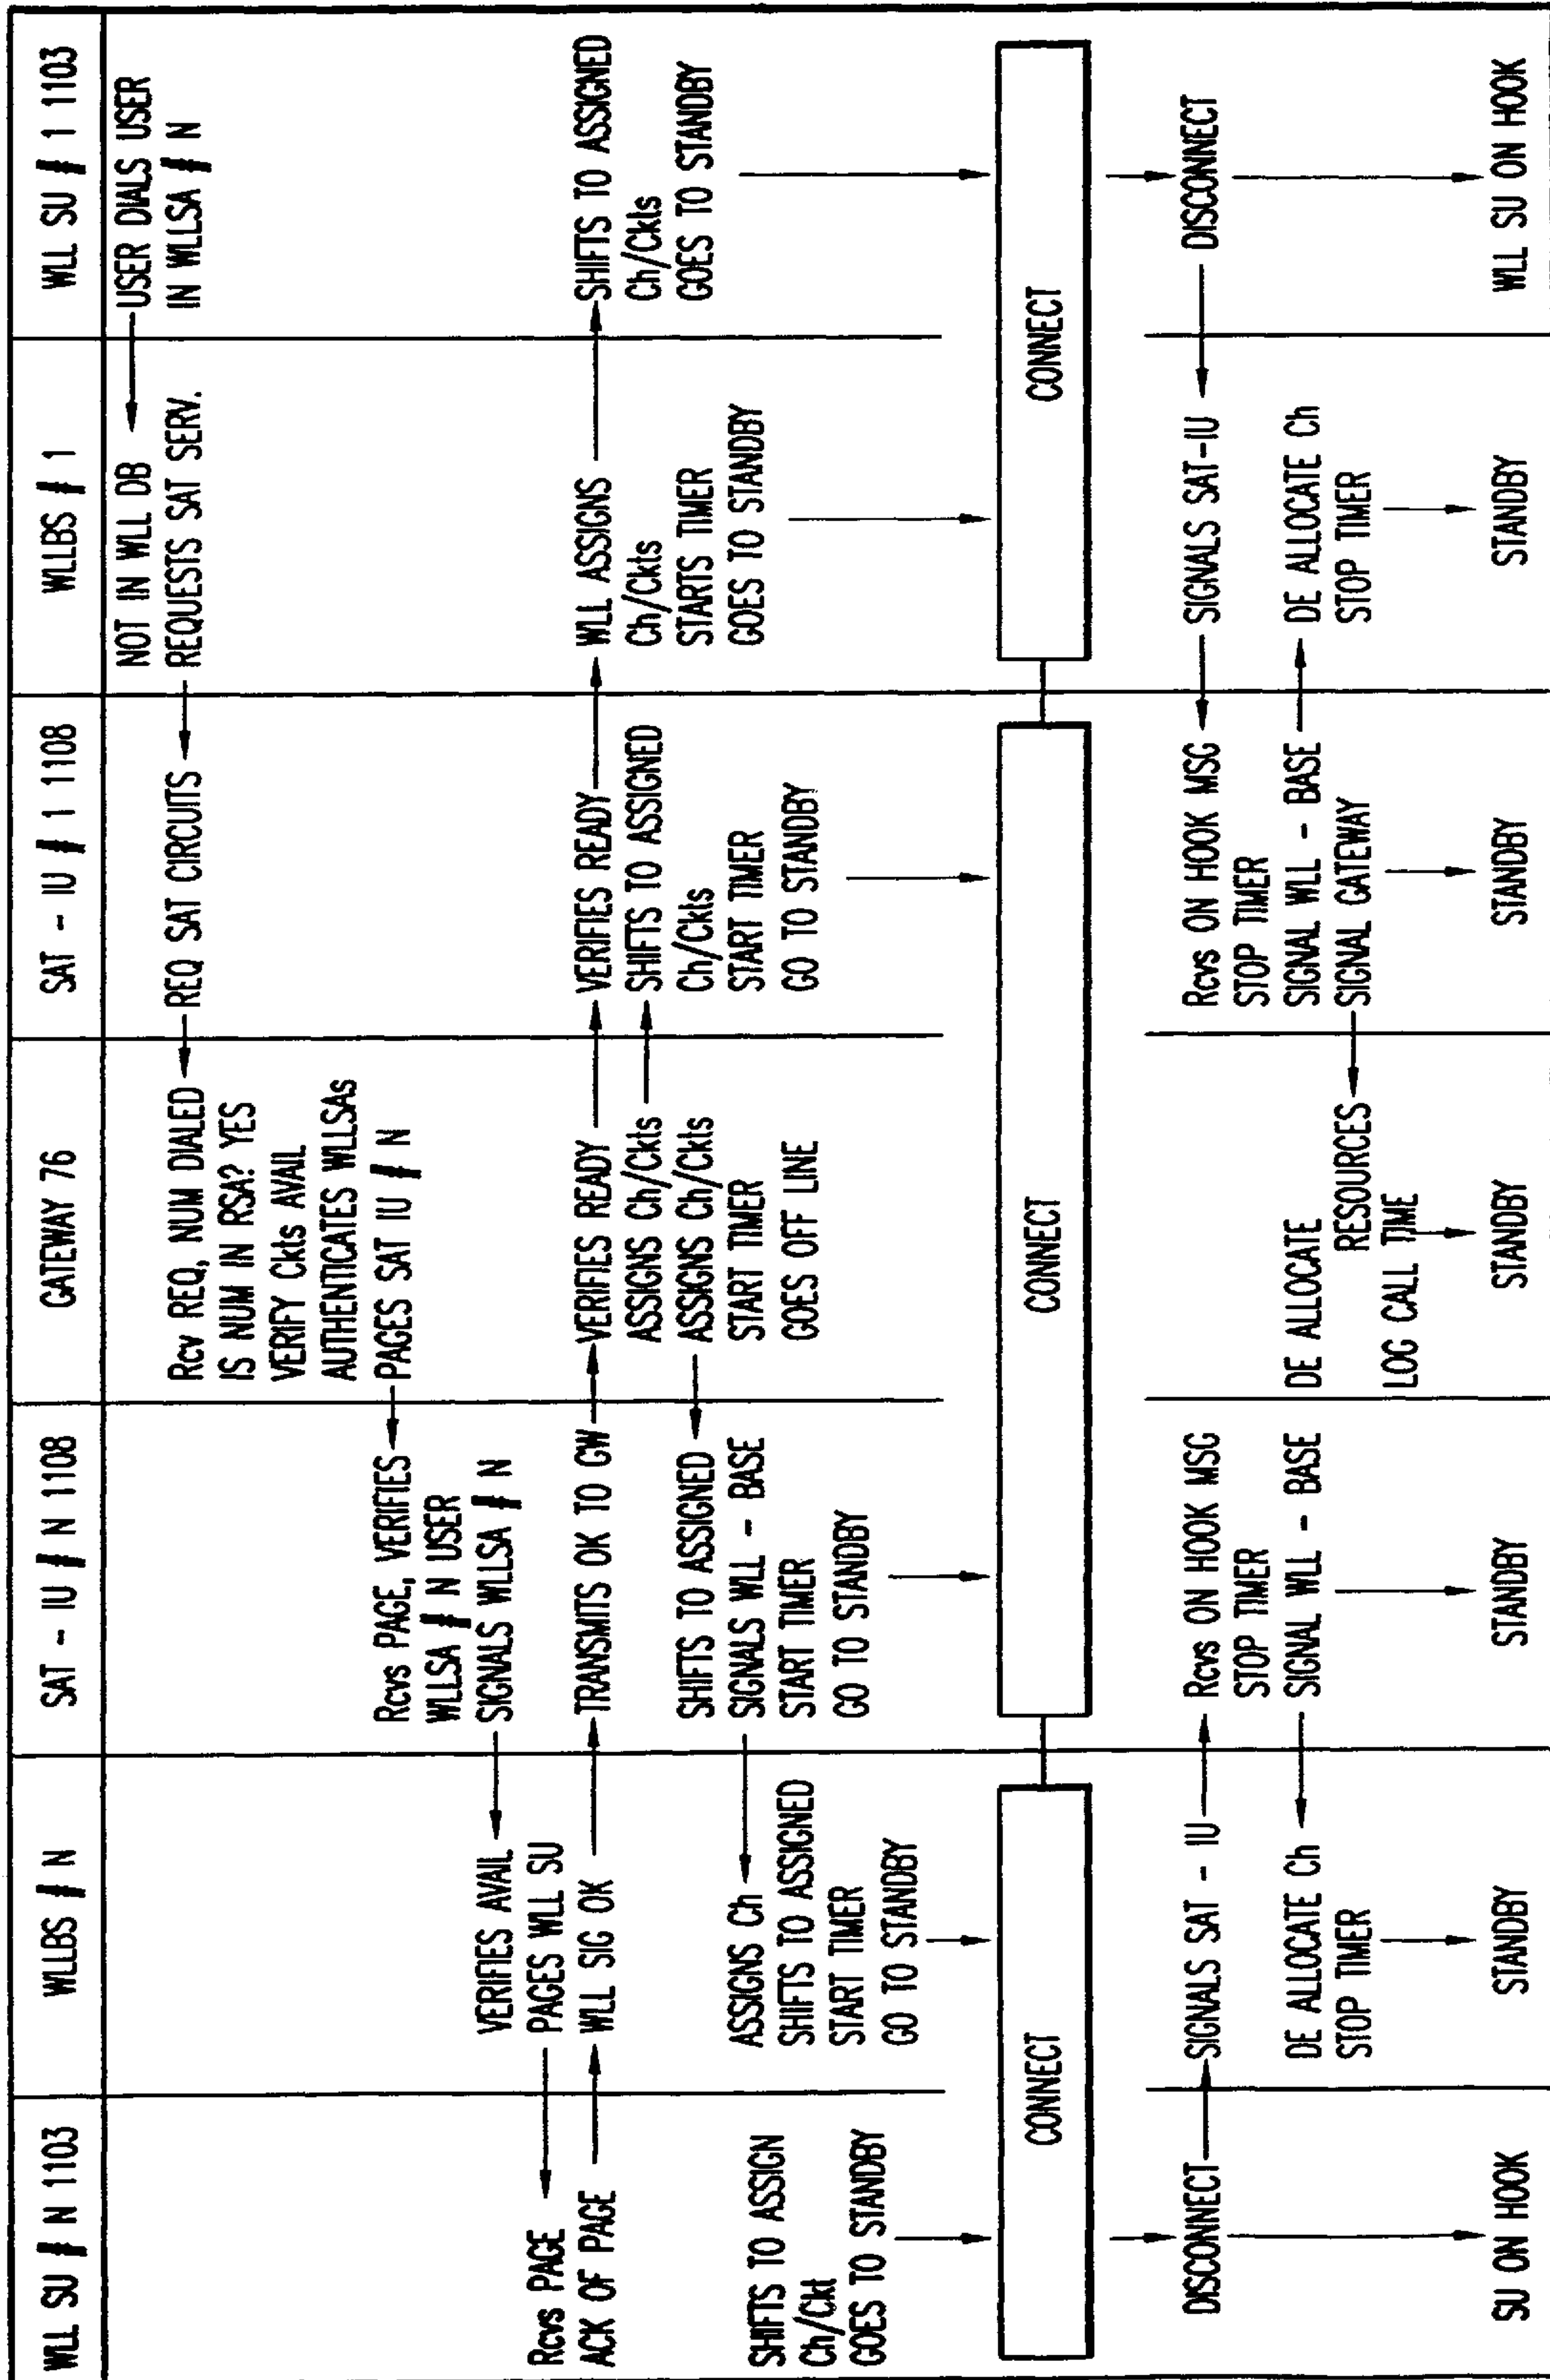 WLL SU # N 1103
WLLBS # N
SAT - IU # N 1108
GATEWAY 76
SAT - IU # 1 1108
WLLBS # 1
WLL SU # 1 1103
NOT IN WLL DB
USER DIALS USER
IN WLLSA # N
Rcv REQ, NUM DIALED
REQ SAT CIRCUITS
REQUESTS SAT SERV.
IS NUM IN RSA? YES
VERIFY Ckts AVAIL
AUTHENTICATES WLLSAs
PAGES SAT IU # N
Rcvs PAGE, VERIFIES
WLLSA # N USER
SIGNALS WLLSA # N
VERIFIES AVAIL
PAGES WLL SU
WLL SIG OK
Rcvs PAGE
ACK OF PAGE
TRANSMITS OK TO GW
VERIFIES READY
ASSIGNS Ch/Ckts
ASSIGNS Ch/Ckts
START TIMER
GOES OFF LINE
VERIFIES READY
SHIFTS TO ASSIGNED
Ch/Ckts
START TIMER
GO TO STANDBY
WLL ASSIGNS
Ch/Ckts
STARTS TIMER
GOES TO STANDBY
SHIFTS TO ASSIGNED
Ch/Ckts
GOES TO STANDBY
SHIFTS TO ASSIGNED
SIGNALS WLL - BASE
START TIMER
GO TO STANDBY
ASSIGNS Ch
SHIFTS TO ASSIGNED
START TIMER
GO TO STANDBY
SHIFTS TO ASSIGN
Ch/Ckt
GOES TO STANDBY
CONNECT
CONNECT
CONNECT
DISCONNECT
SIGNALS SAT - IU
Rcvs ON HOOK MSG
STOP TIMER
SIGNAL WLL - BASE
DE ALLOCATE Ch
STOP TIMER
DE ALLOCATE
RESOURCES
LOG CALL TIME
Rcvs ON HOOK MSG
STOP TIMER
SIGNAL WLL - BASE
SIGNAL GATEWAY
SIGNALS SAT-IU
DISCONNECT
DE ALLOCATE Ch
STOP TIMER
SU ON HOOK
STANDBY
STANDBY
STANDBY
STANDBY
STANDBY
WLL SU ON HOOK